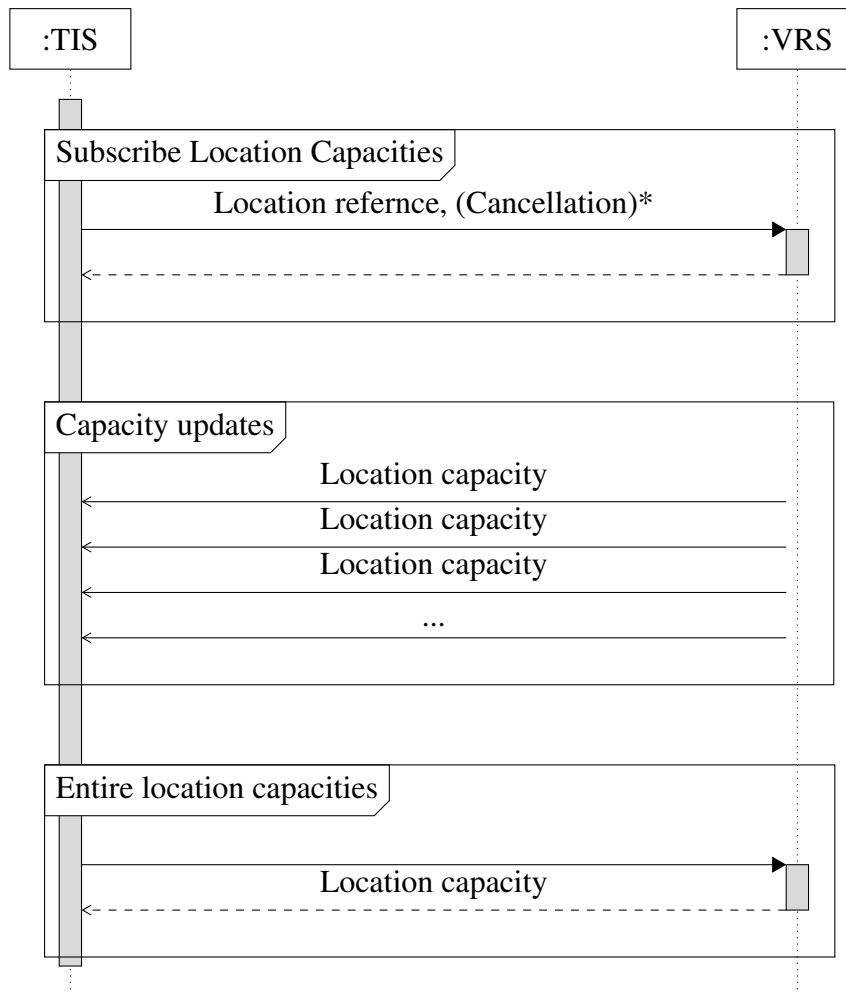 :TIS
:VRS
Subscribe Location Capacities
Location refernce, (Cancellation)*
Capacity updates
Location capacity
Location capacity
Location capacity
...
Entire location capacities
Location capacity